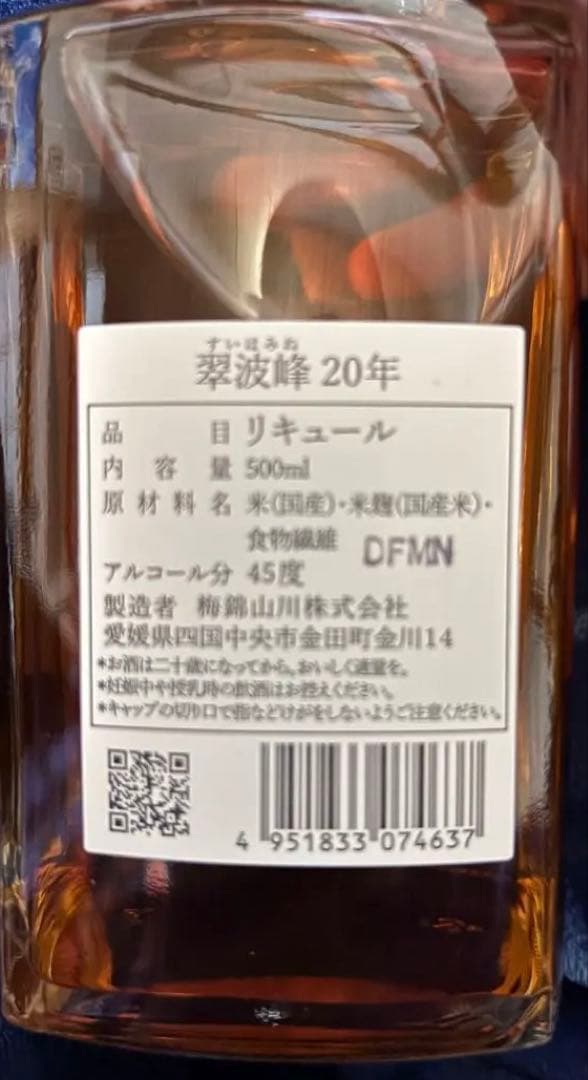 すいはみね
翠波峰 20年
品目 リキュール
内容量 500ml
原材料名 米(国産)・米麹(国産米)・
食物繊維 DFMN
アルコール分 45度
製造者 梅錦山川株式会社
愛媛県四国中央市金田町金川14
*お酒は二十歳になってから。おいしく適量を。
*妊娠中や授乳時の飲酒はお控えください。
*キャップの切り口で指などけがをしないようご注意ください。
4 951833 074637